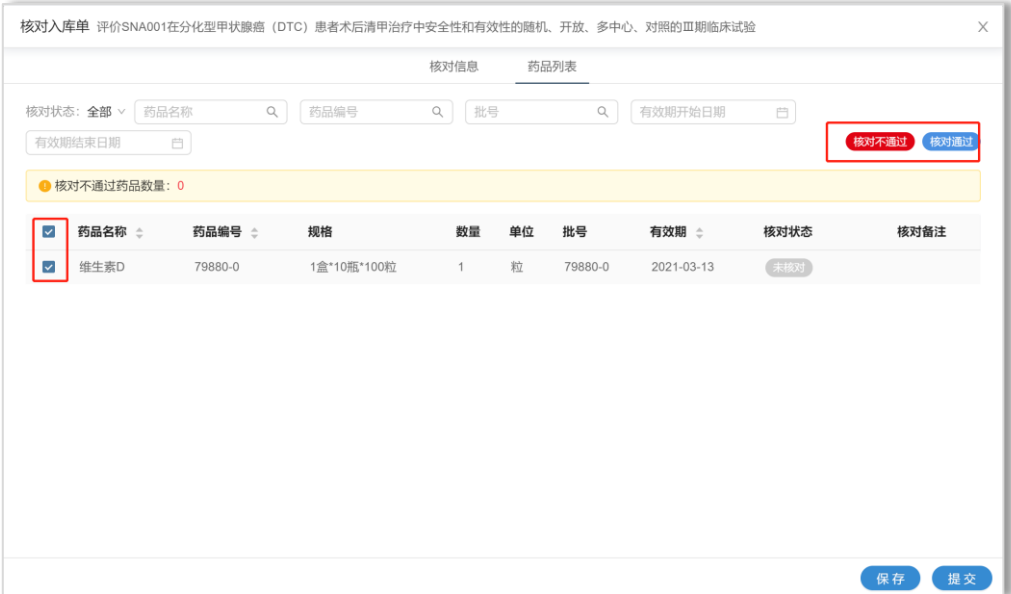 核对入库单 评价SNA001在分化型甲状腺癌（DTC）患者术后清甲治疗中安全性和有效性的随机、开放、多中心、对照的Ⅲ期临床试验
核对信息 药品列表
核对状态: 全部 药品名称 药品编号 批号 有效期开始日期
有效期结束日期 核对不通过 核对通过
核对不通过药品数量: 0
药品名称 药品编号 规格 数量 单位 批号 有效期 核对状态 核对备注
维生素D 79880-0 1盒*10瓶*100粒 1 粒 79880-0 2021-03-13 未核对
保存 提交